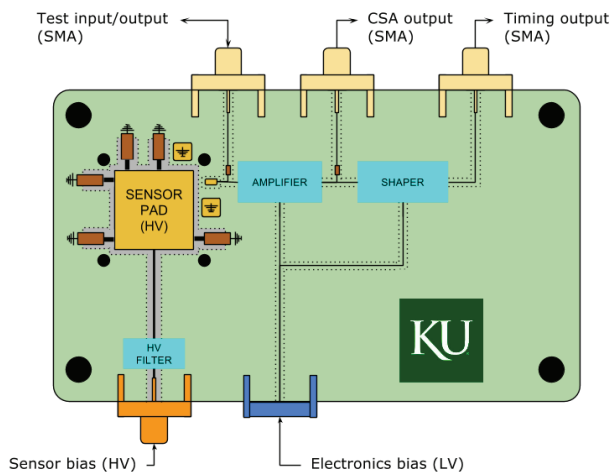 Test input/output
(SMA)
CSA output
(SMA)
Timing output
(SMA)
SENSOR
PAD
(HV)
AMPLIFIER
SHAPER
HV
FILTER
KU
Sensor bias (HV)
Electronics bias (LV)